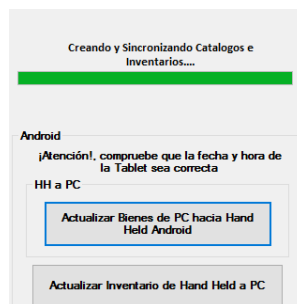 Creando y Sincronizando Catalogos e
Inventarios....
Android
¡Atención!, compruebe que la fecha y hora de
la Tablet sea correcta
HH a PC
Actualizar Bienes de PC hacia Hand
Held Android
Actualizar Inventario de Hand Held a PC